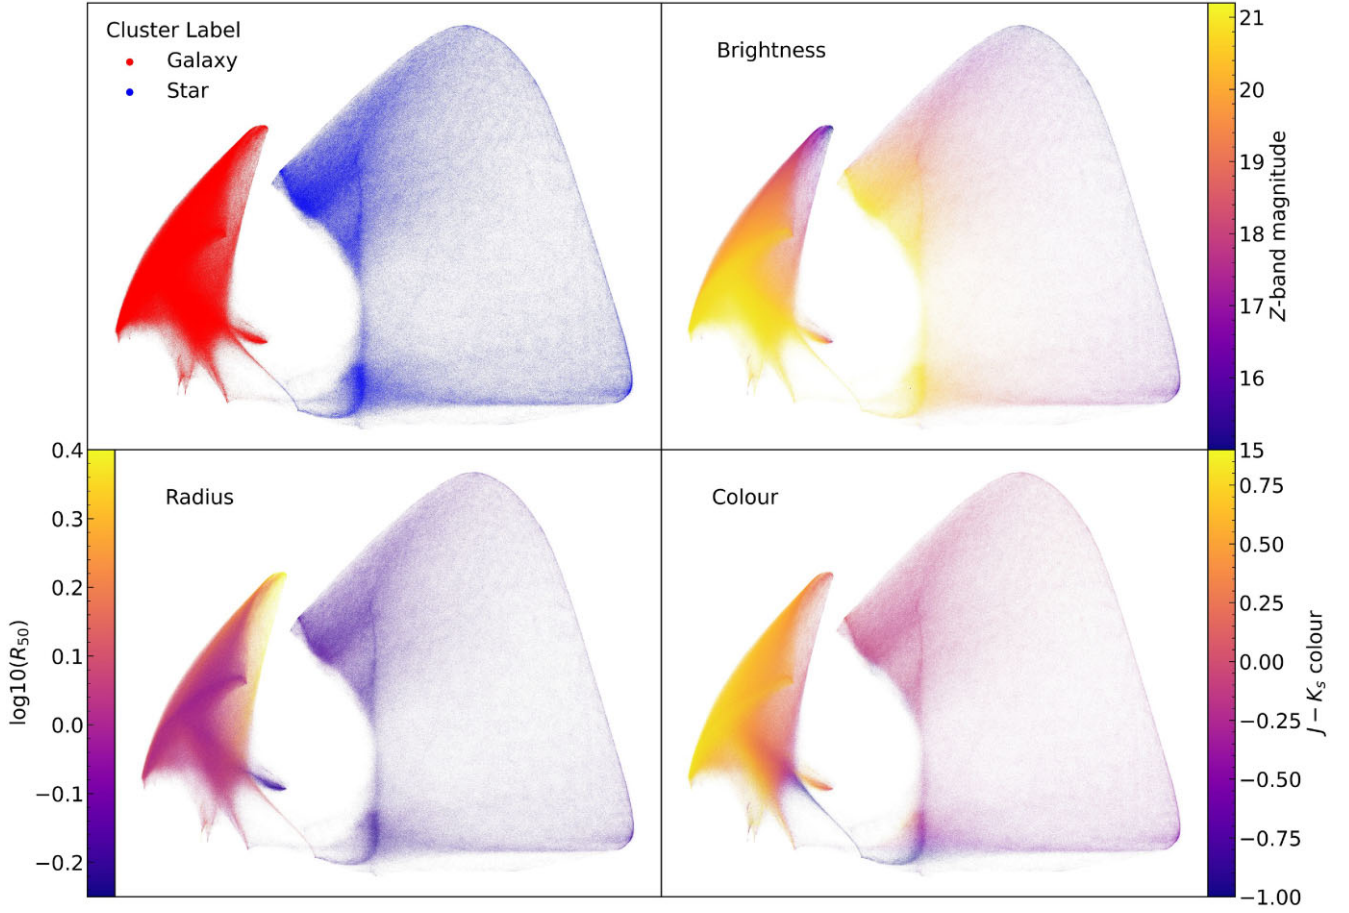 Cluster Label
Galaxy
Star
Brightness
21
20
19
18
17
16
15
Z-band magnitude
0.4
0.3
0.2
0.1
0.0
−0.1
−0.2
log10(R50)
Radius
Colour
0.75
0.50
0.25
0.00
−0.25
−0.50
−0.75
−1.00
J − Ks colour